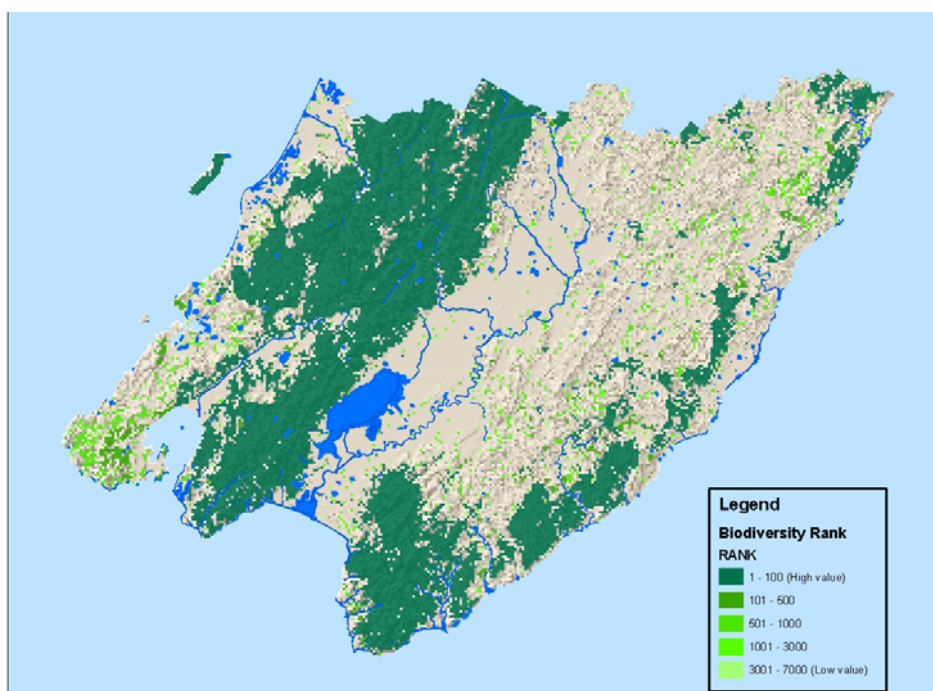 Legend
Biodiversity Rank
RANK
1 - 100 (High value)
101 - 500
501 - 1000
1001 - 3000
3001 - 7000 (Low value)